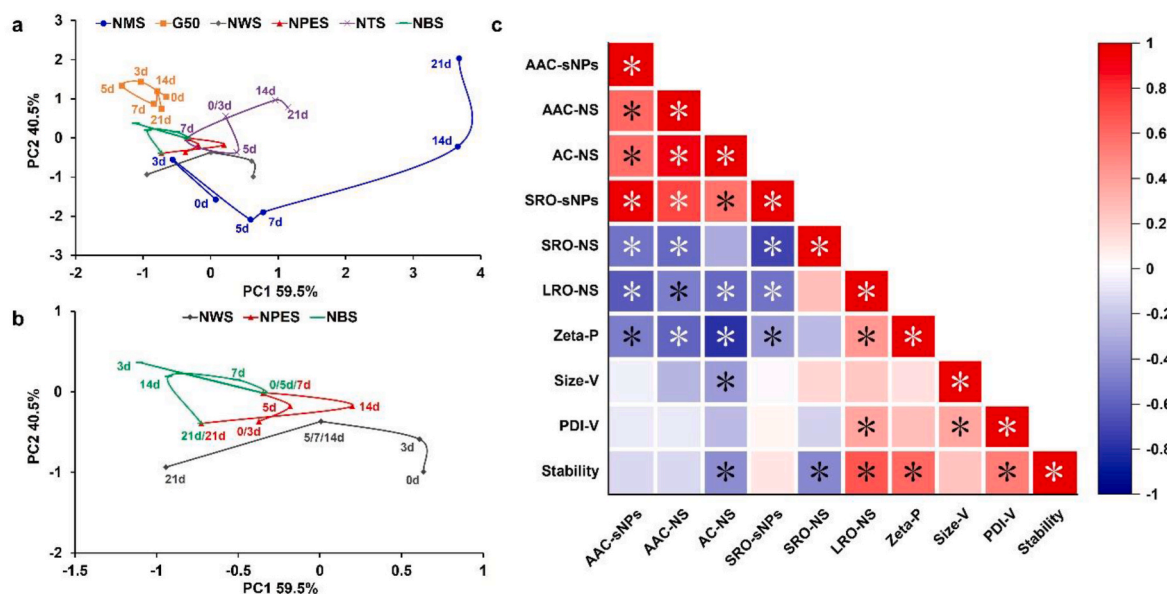 a
NMS G50 NWS NPES NTS NBS
3
2
1
0
-1
-2
-3
PC2 40.5%
3d
14d
5d
0d
7d
21d
0/3d
14d
21d
7d
5d
21d
14d
3d
0d
5d
7d
-2 -1 0 1 2 3 4
PC1 59.5%
b
NWS NPES NBS
1
0
-1
-2
PC2 40.5%
3d
14d
7d
0/5d/7d
5d
14d
21d/21d
0/3d
5/7/14d
3d
21d
0d
-1.5 -1 -0.5 0 0.5 1
PC1 59.5%
c
AAC-sNPs
AAC-NS
AC-NS
SRO-sNPs
SRO-NS
LRO-NS
Zeta-P
Size-V
PDI-V
Stability
AAC-sNPs AAC-NS AC-NS SRO-sNPs SRO-NS LRO-NS Zeta-P Size-V PDI-V Stability
1
0.8
0.6
0.4
0.2
0
-0.2
-0.4
-0.6
-0.8
-1